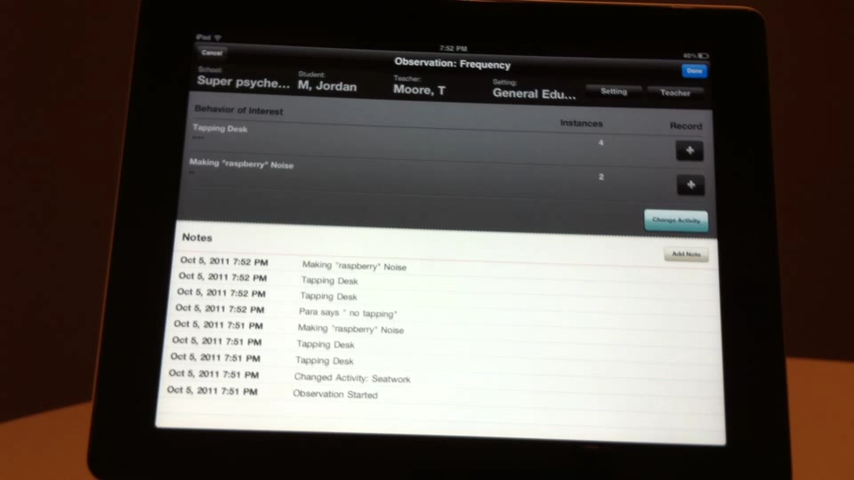 iPad
7:52 PM
Cancel
Observation: Frequency
Done
School: Student: Teacher: Setting:
Super psyche... M, Jordan Moore, T General Edu... Setting Teacher
Behavior of Interest Instances Record
Tapping Desk 4 +
Making "raspberry" Noise 2 +
Change Activity
Notes Add Note
Oct 5, 2011 7:52 PM Making "raspberry" Noise
Oct 5, 2011 7:52 PM Tapping Desk
Oct 5, 2011 7:52 PM Tapping Desk
Oct 5, 2011 7:52 PM Para says " no tapping"
Oct 5, 2011 7:51 PM Making "raspberry" Noise
Oct 5, 2011 7:51 PM Tapping Desk
Oct 5, 2011 7:51 PM Tapping Desk
Oct 5, 2011 7:51 PM Changed Activity: Seatwork
Oct 5, 2011 7:51 PM Observation Started